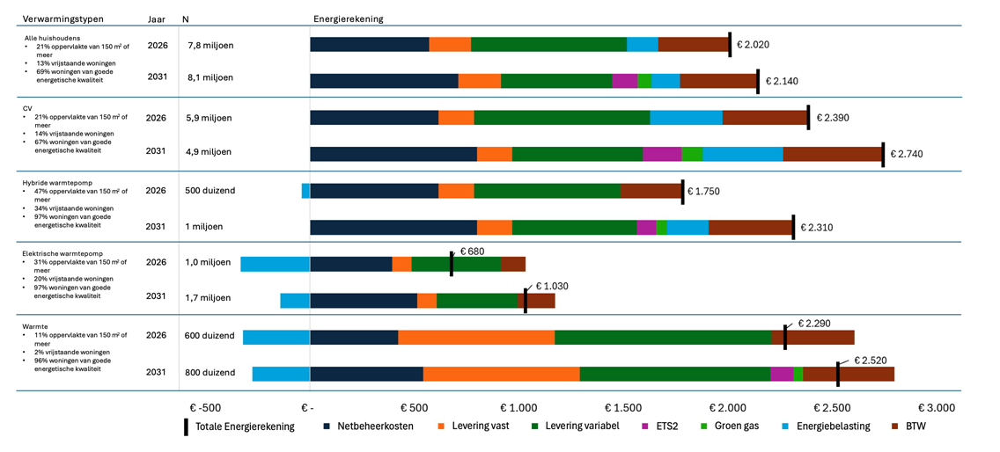 Verwarmingstypen Jaar N Energierekening
Alle huishoudens
• 21% oppervlakte van 150 m² of
meer
• 13% vrijstaande woningen
• 69% woningen van goede
energetische kwaliteit
2026 7,8 miljoen € 2.020
2031 8,1 miljoen € 2.140
CV
• 21% oppervlakte van 150 m² of
meer
• 14% vrijstaande woningen
• 67% woningen van goede
energetische kwaliteit
2026 5,9 miljoen € 2.390
2031 4,9 miljoen € 2.740
Hybride warmtepomp
• 47% oppervlakte van 150 m² of
meer
• 34% vrijstaande woningen
• 97% woningen van goede
energetische kwaliteit
2026 500 duizend € 1.750
2031 1 miljoen € 2.310
Elektrische warmtepomp
• 31% oppervlakte van 150 m² of
meer
• 20% vrijstaande woningen
• 97% woningen van goede
energetische kwaliteit
2026 1,0 miljoen € 680
2031 1,7 miljoen € 1.030
Warmte
• 11% oppervlakte van 150 m² of
meer
• 2% vrijstaande woningen
• 96% woningen van goede
energetische kwaliteit
2026 600 duizend € 2.290
2031 800 duizend € 2.520
€ -500 € - € 500 € 1.000 € 1.500 € 2.000 € 2.500 € 3.000
Totale Energierekening Netbeheerkosten Levering vast Levering variabel ETS2 Groen gas Energiebelasting BTW